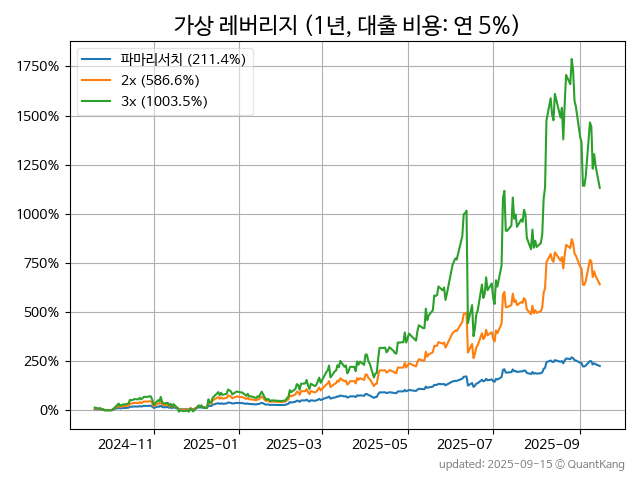 가상 레버리지 (1년, 대출 비용: 연 5%)
파마리서치 (211.4%)
2x (586.6%)
3x (1003.5%)
1750%
1500%
1250%
1000%
750%
500%
250%
0%
2024-11 2025-01 2025-03 2025-05 2025-07 2025-09
updated: 2025-09-15 © QuantKang